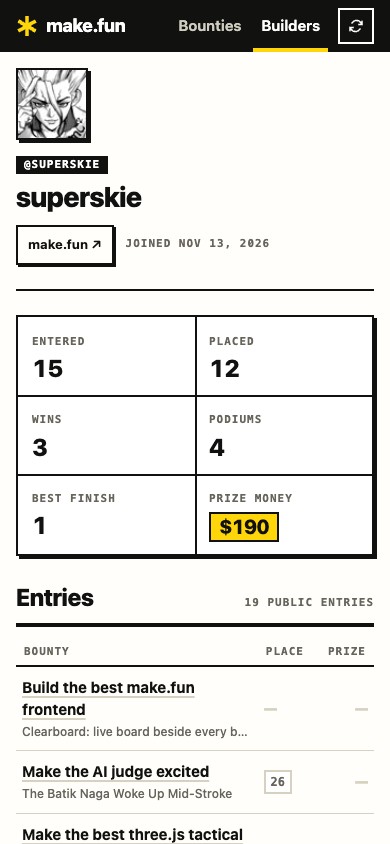 make.fun Bounties Builders
@SUPERSKIE
superskie
make.fun ↗ JOINED NOV 13, 2026
ENTERED PLACED
15 12
WINS PODIUMS
3 4
BEST FINISH PRIZE MONEY
1 $190
Entries 19 PUBLIC ENTRIES
BOUNTY PLACE PRIZE
Build the best make.fun
frontend — —
Clearboard: live board beside every b…
Make the AI judge excited 26 —
The Batik Naga Woke Up Mid-Stroke
Make the best three.js tactical